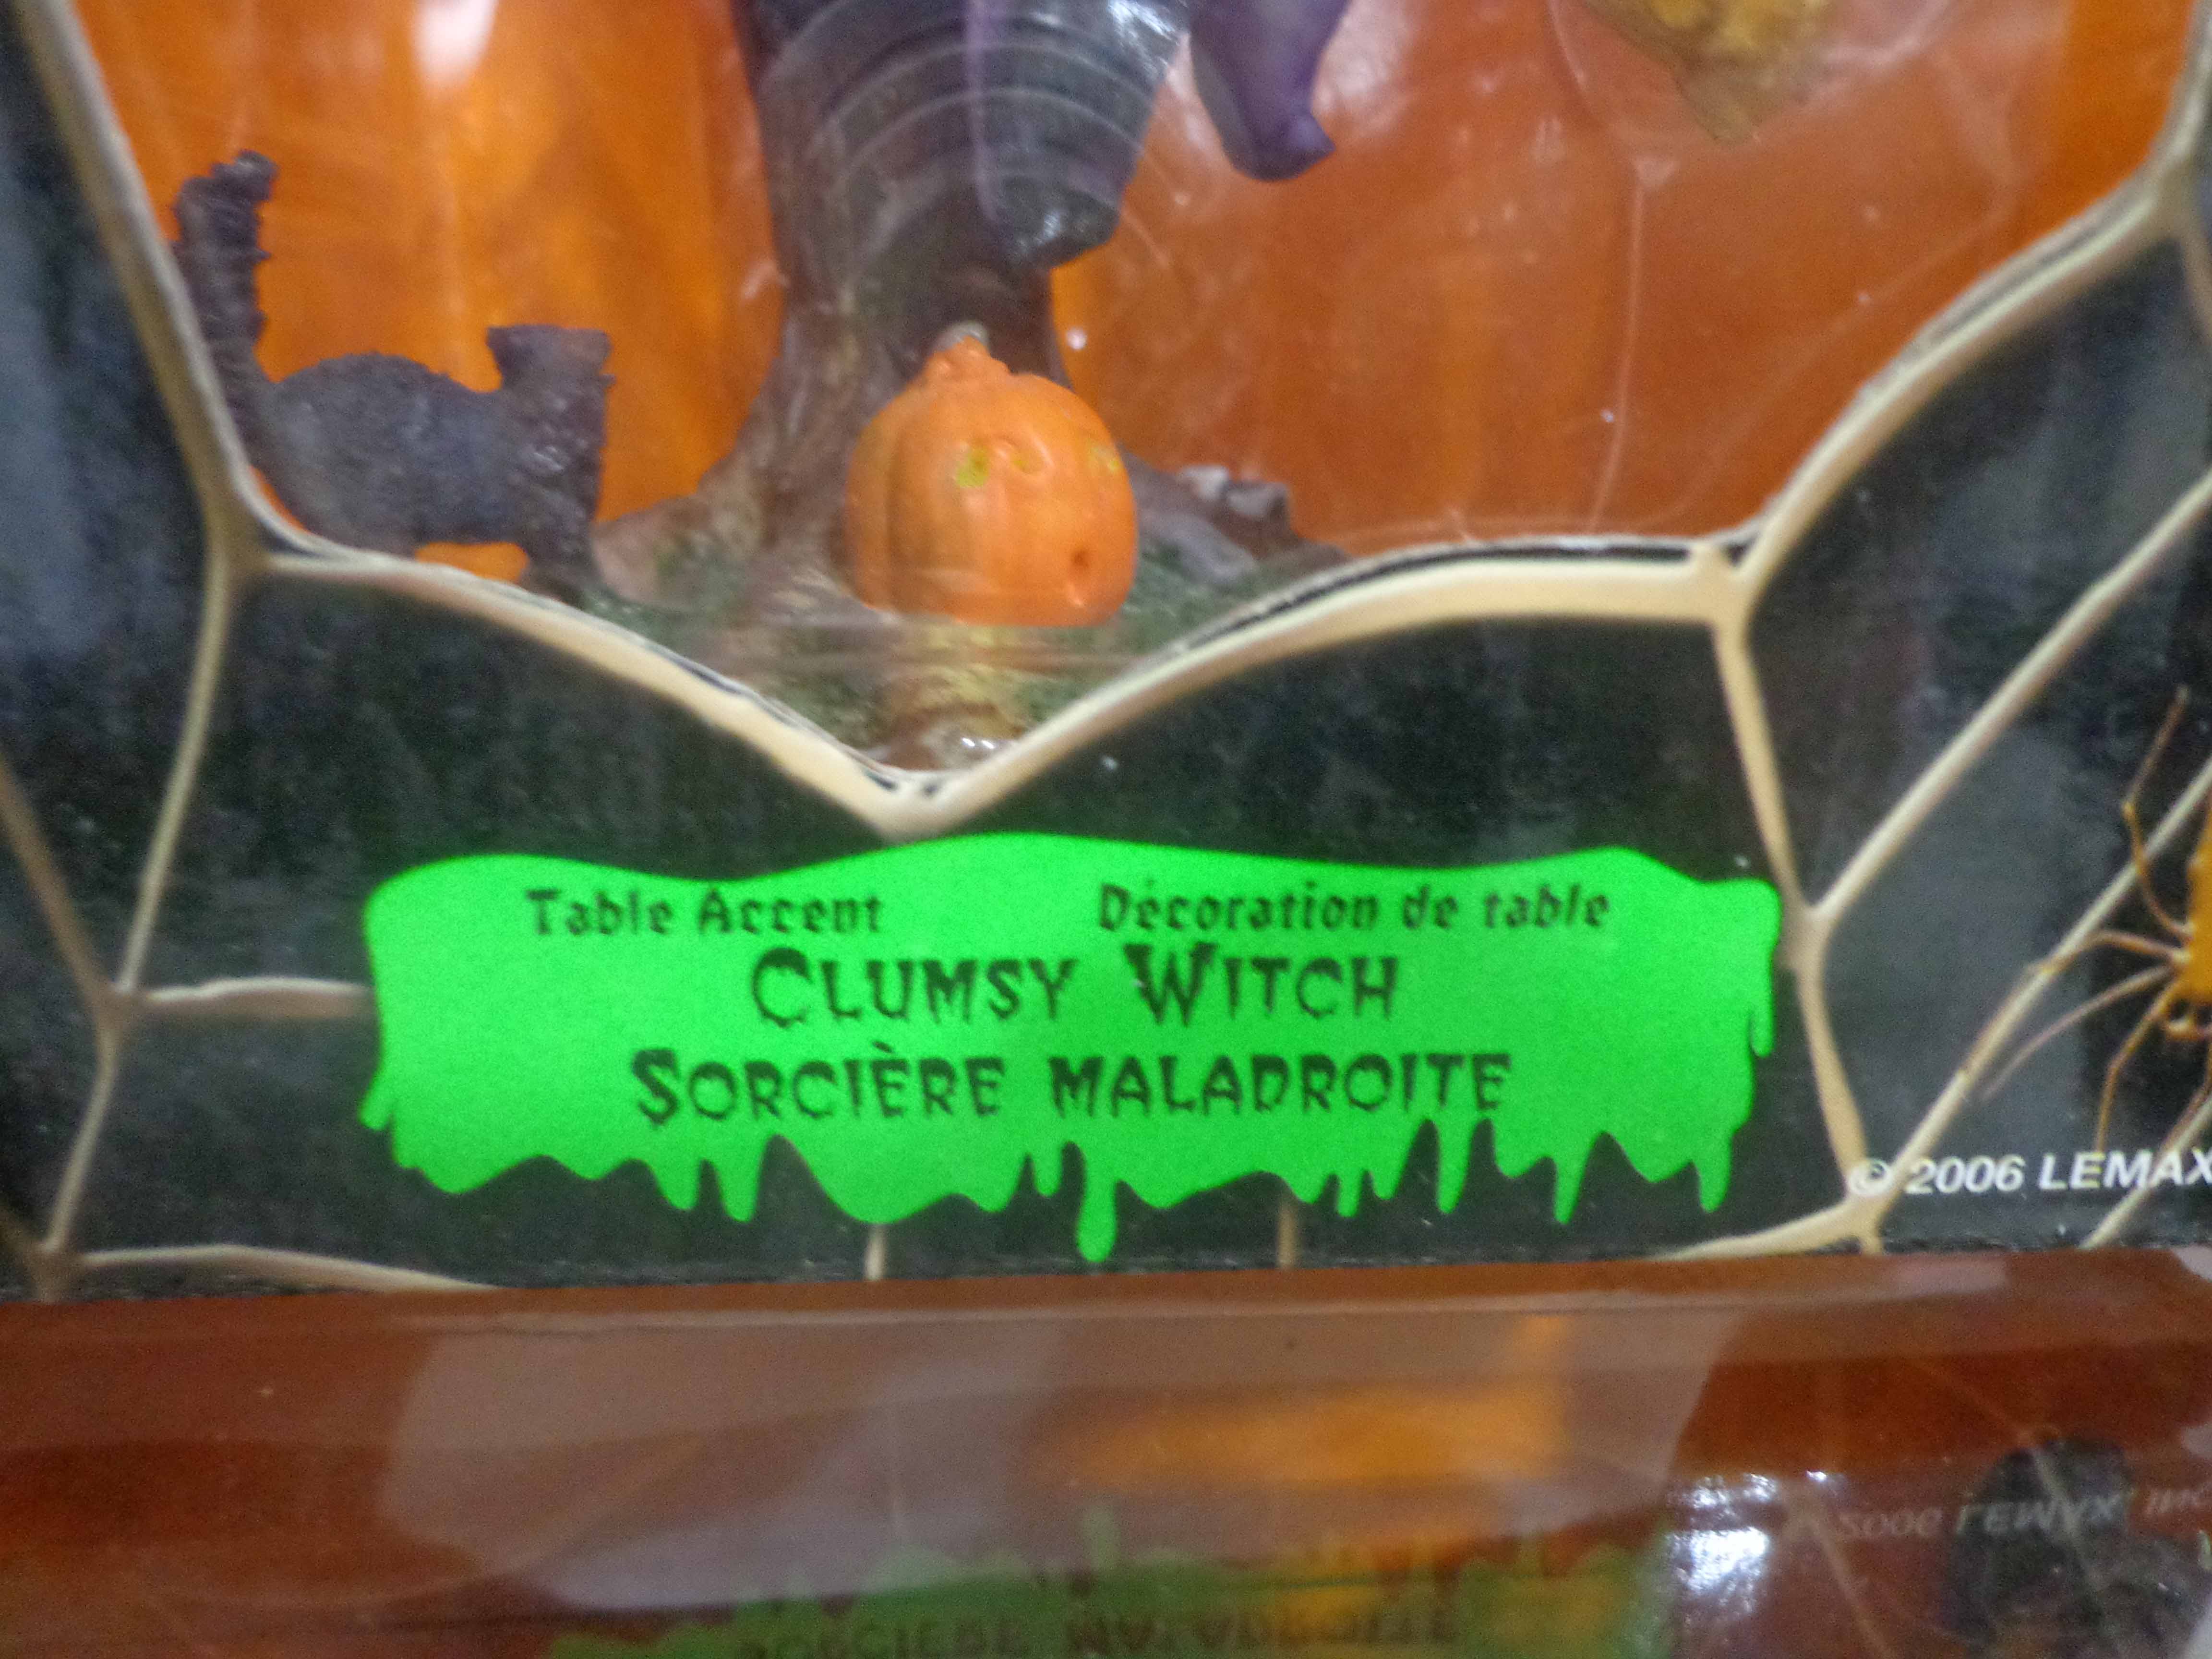 Table Accent Décoration de table
CLUMSY WITCH
SORCIÈRE MALADROITE
© 2006 LEMAX